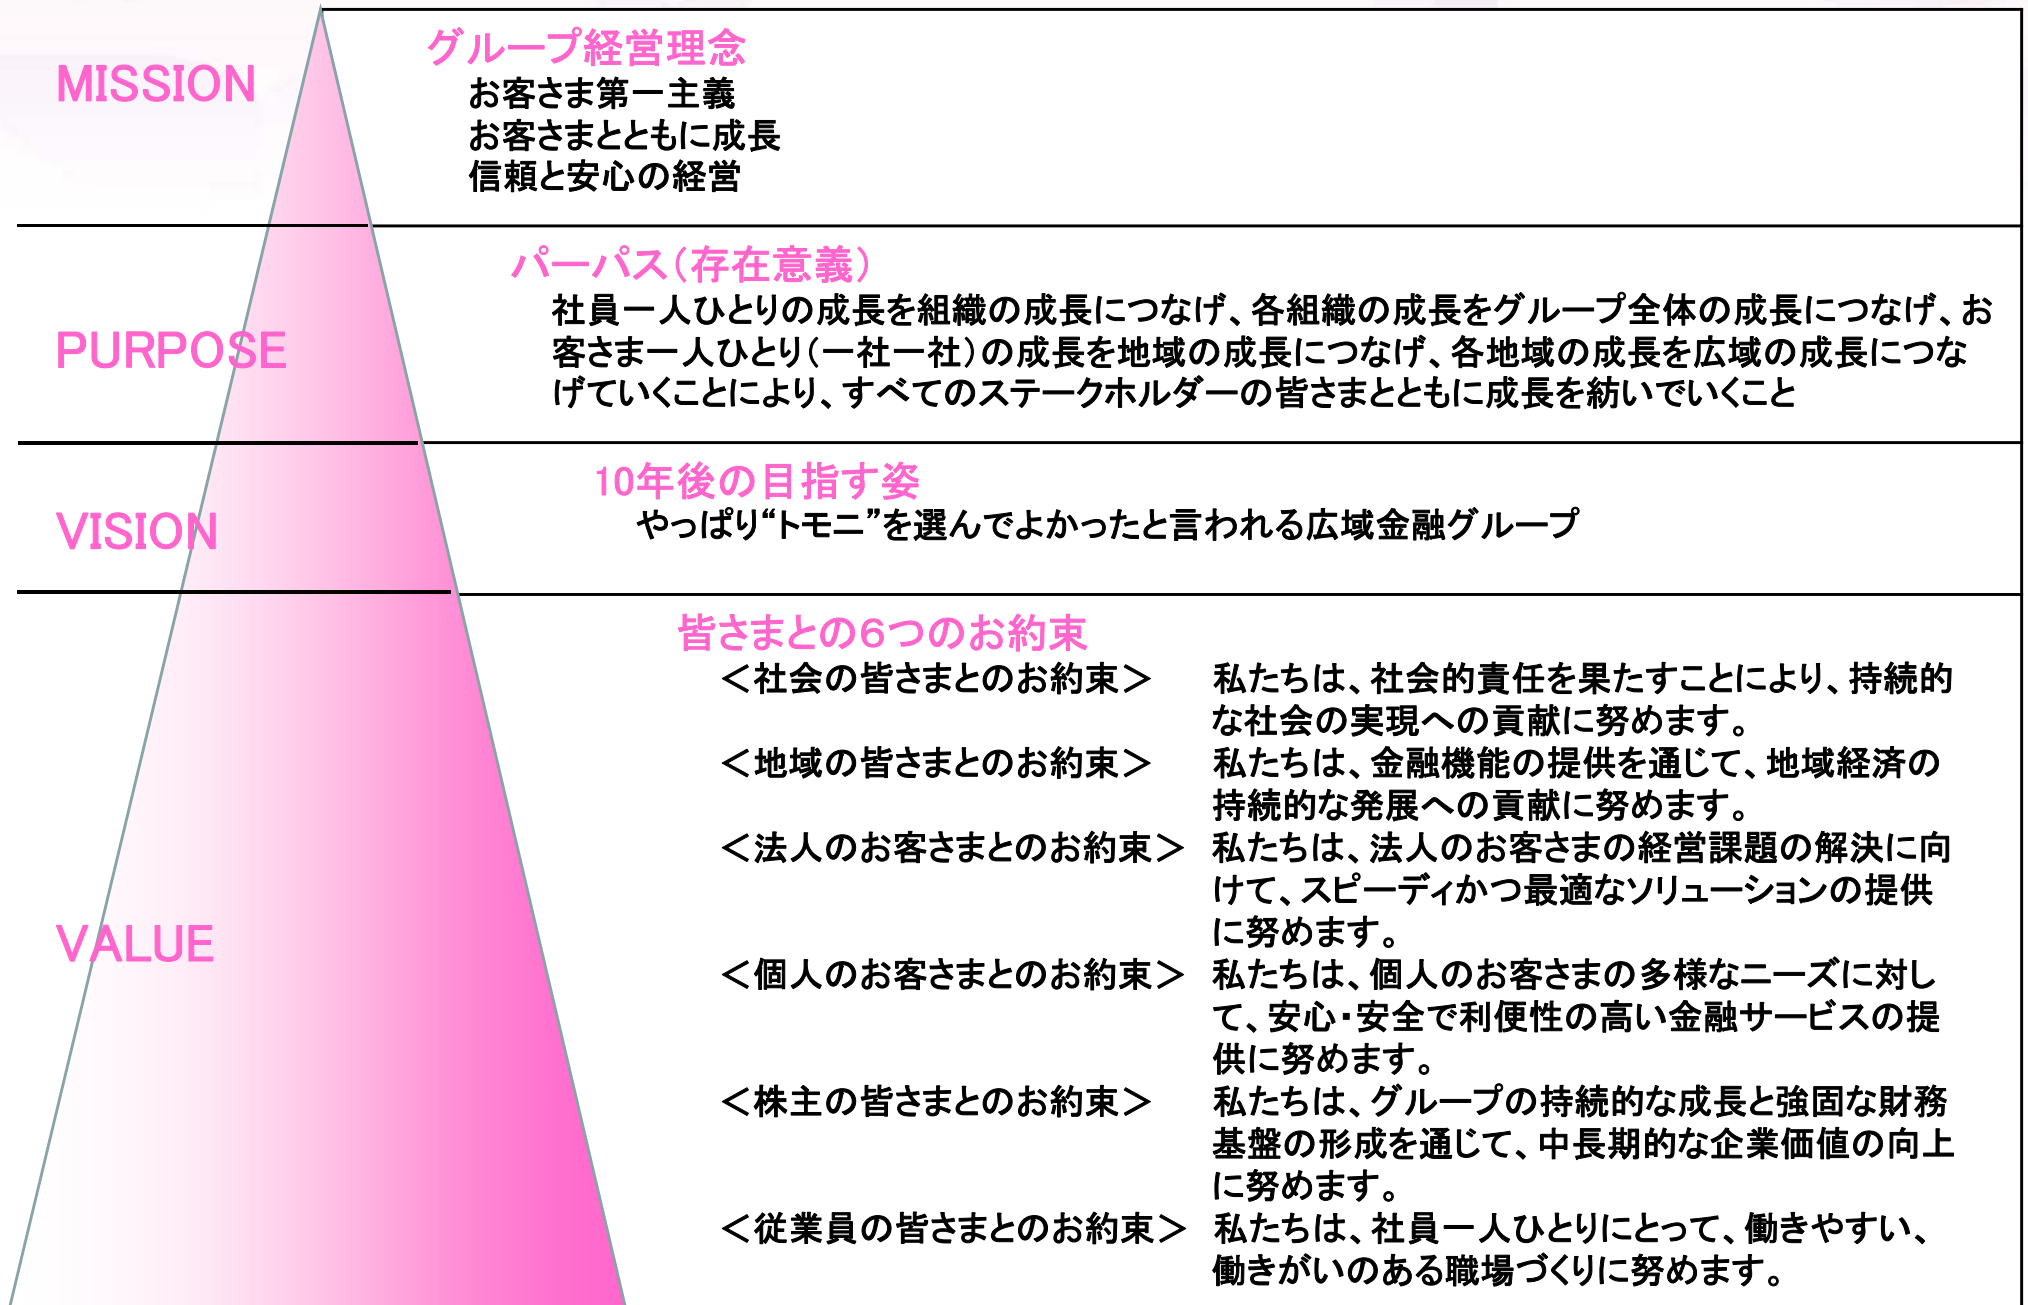 MISSION
グループ経営理念
お客さま第一主義
お客さまとともに成長
信頼と安心の経営
PURPOSE
パーパス（存在意義）
社員一人ひとりの成長を組織の成長につなげ、各組織の成長をグループ全体の成長につなげ、お
客さま一人ひとり（一社一社）の成長を地域の成長につなげ、各地域の成長を広域の成長につな
げていくことにより、すべてのステークホルダーの皆さまとともに成長を紡いでいくこと
VISION
10年後の目指す姿
やっぱり“トモニ”を選んでよかったと言われる広域金融グループ
VALUE
皆さまとの６つのお約束
＜社会の皆さまとのお約束＞ 私たちは、社会的責任を果たすことにより、持続的
な社会の実現への貢献に努めます。
＜地域の皆さまとのお約束＞ 私たちは、金融機能の提供を通じて、地域経済の
持続的な発展への貢献に努めます。
＜法人のお客さまとのお約束＞ 私たちは、法人のお客さまの経営課題の解決に向
けて、スピーディかつ最適なソリューションの提供
に努めます。
＜個人のお客さまとのお約束＞ 私たちは、個人のお客さまの多様なニーズに対し
て、安心・安全で利便性の高い金融サービスの提
供に努めます。
＜株主の皆さまとのお約束＞ 私たちは、グループの持続的な成長と強固な財務
基盤の形成を通じて、中長期的な企業価値の向上
に努めます。
＜従業員の皆さまとのお約束＞ 私たちは、社員一人ひとりにとって、働きやすい、
働きがいのある職場づくりに努めます。